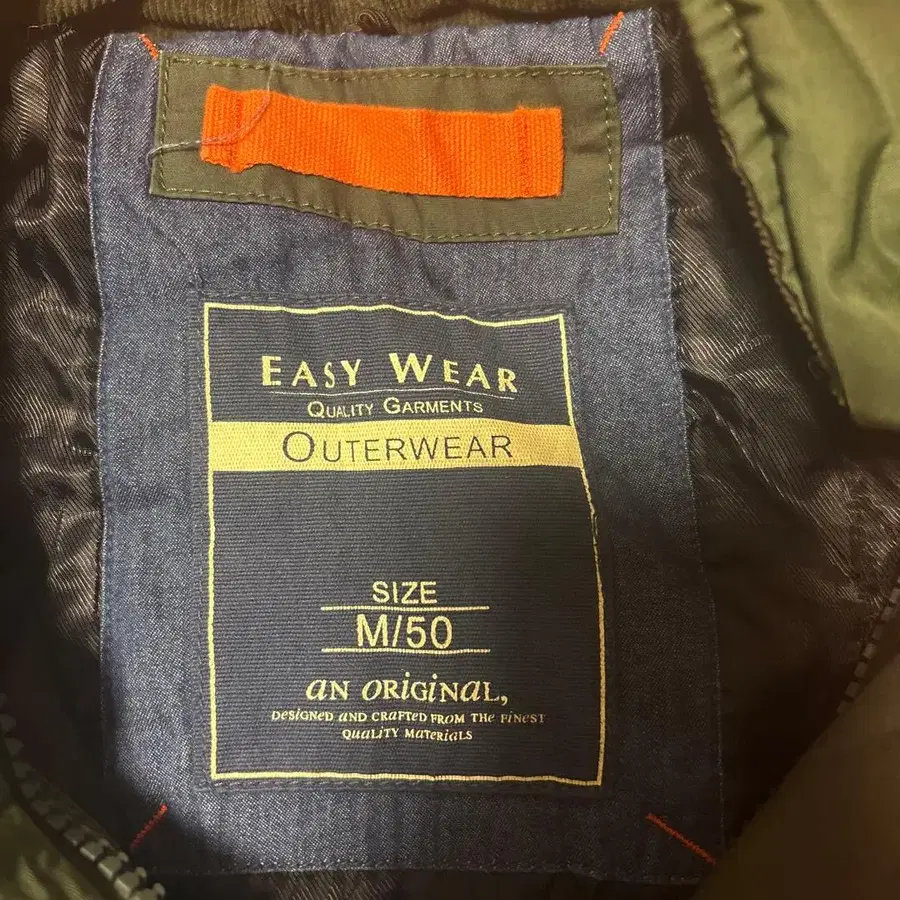 EASY WEAR
QUALITY GARMENTS
OUTERWEAR
SIZE
M/50
an ORiGinaL,
DesiGneD anD CRafteD fROM the finest
QuaLity MateRiaLs